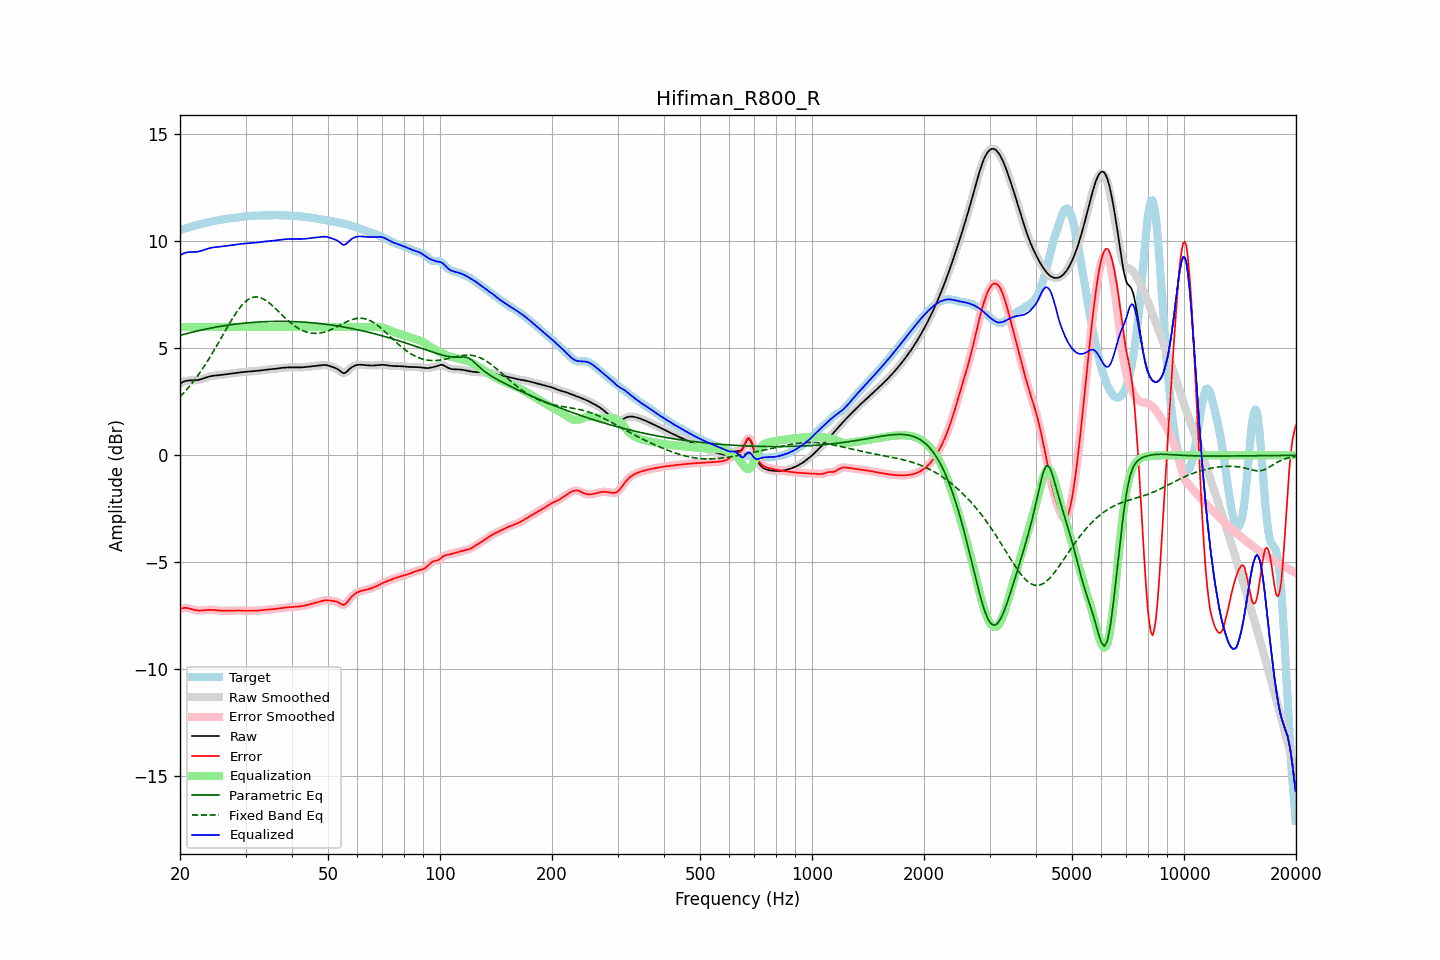 Hifiman_R800_R
Amplitude (dBr)
15
10
5
0
−5
−10
−15
Target
Raw Smoothed
Error Smoothed
Raw
Error
Equalization
Parametric Eq
Fixed Band Eq
Equalized
20
50
100
200
500
1000
2000
5000
10000
20000
Frequency (Hz)